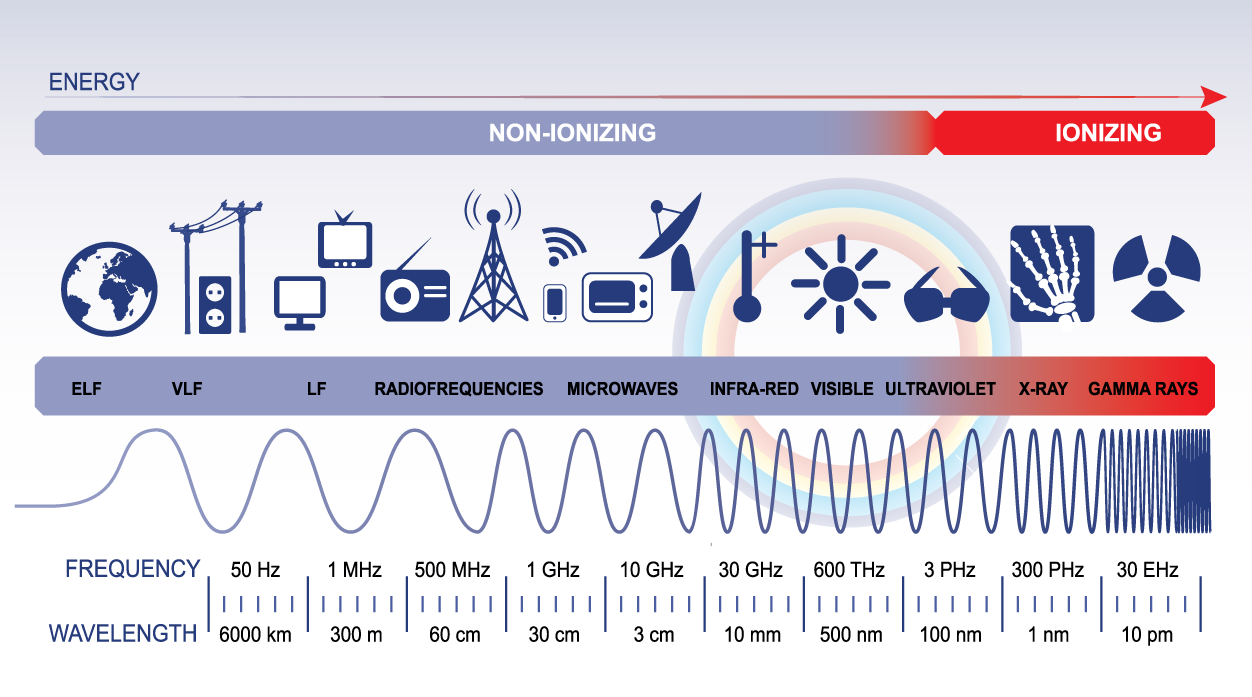 ENERGY
NON-IONIZING IONIZING
ELF VLF LF RADIOFREQUENCIES MICROWAVES INFRA-RED VISIBLE ULTRAVIOLET X-RAY GAMMA RAYS
FREQUENCY 50 Hz 1 MHz 500 MHz 1 GHz 10 GHz 30 GHz 600 THz 3 PHz 300 PHz 30 EHz
WAVELENGTH 6000 km 300 m 60 cm 30 cm 3 cm 10 mm 500 nm 100 nm 1 nm 10 pm